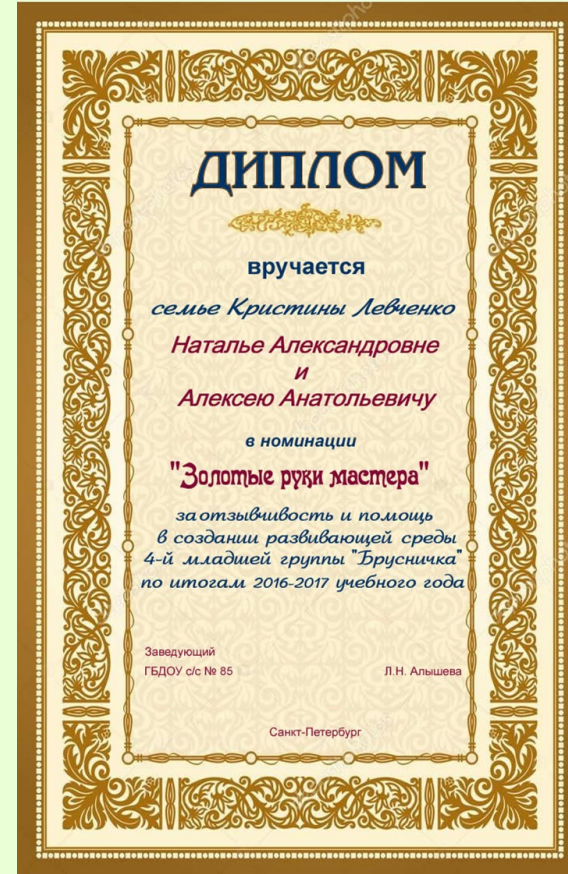 ДИПЛОМ
вручается
семье Кристины Левченко
Наталье Александровне
и
Алексею Анатольевичу
в номинации
"Золотые руки мастера"
за отзывчивость и помощь
в создании развивающей среды
4-й младшей группы "Брусничка"
по итогам 2016-2017 учебного года
Заведующий
ГБДОУ с/с № 85 Л.Н. Алышева
Санкт-Петербург